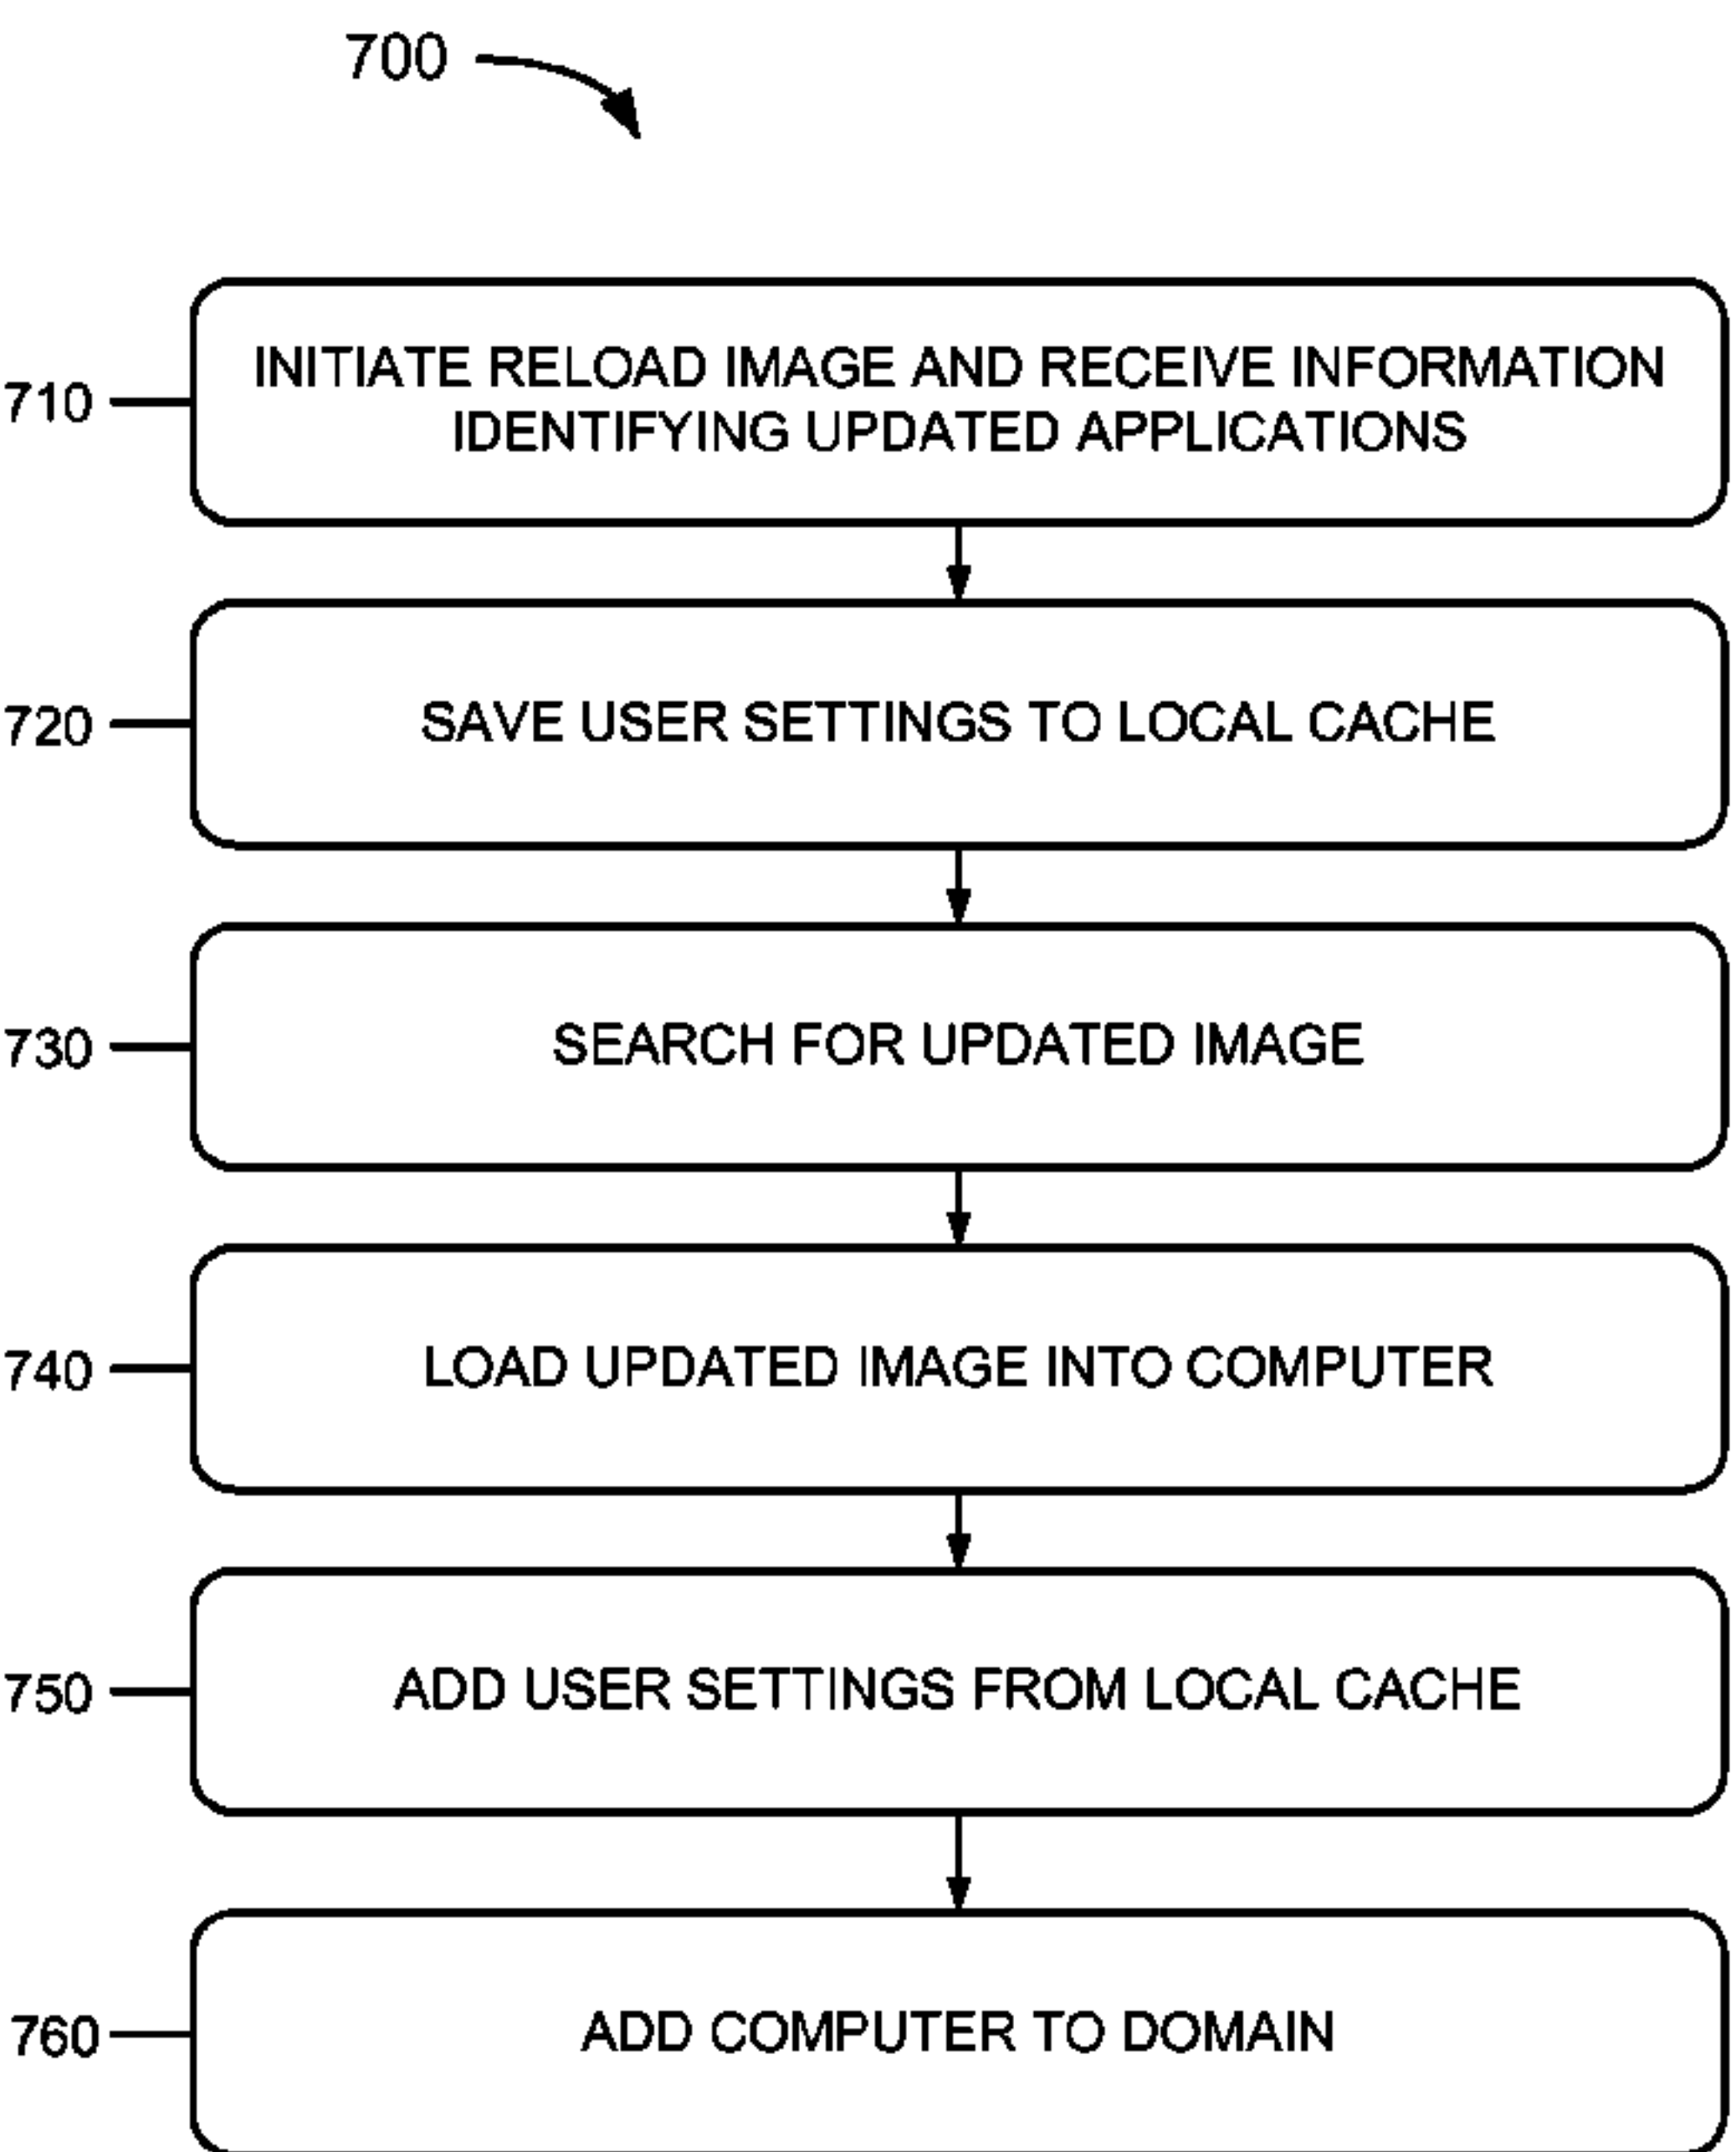 700
710
INITIATE RELOAD IMAGE AND RECEIVE INFORMATION
IDENTIFYING UPDATED APPLICATIONS
720
SAVE USER SETTINGS TO LOCAL CACHE
730
SEARCH FOR UPDATED IMAGE
740
LOAD UPDATED IMAGE INTO COMPUTER
750
ADD USER SETTINGS FROM LOCAL CACHE
760
ADD COMPUTER TO DOMAIN